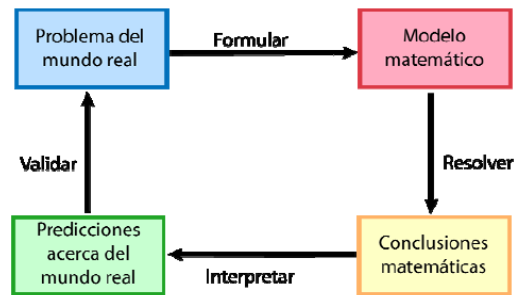 Problema del
mundo real
Formular
Modelo
matemático
Validar
Resolver
Predicciones
acerca del
mundo real
Interpretar
Conclusiones
matemáticas